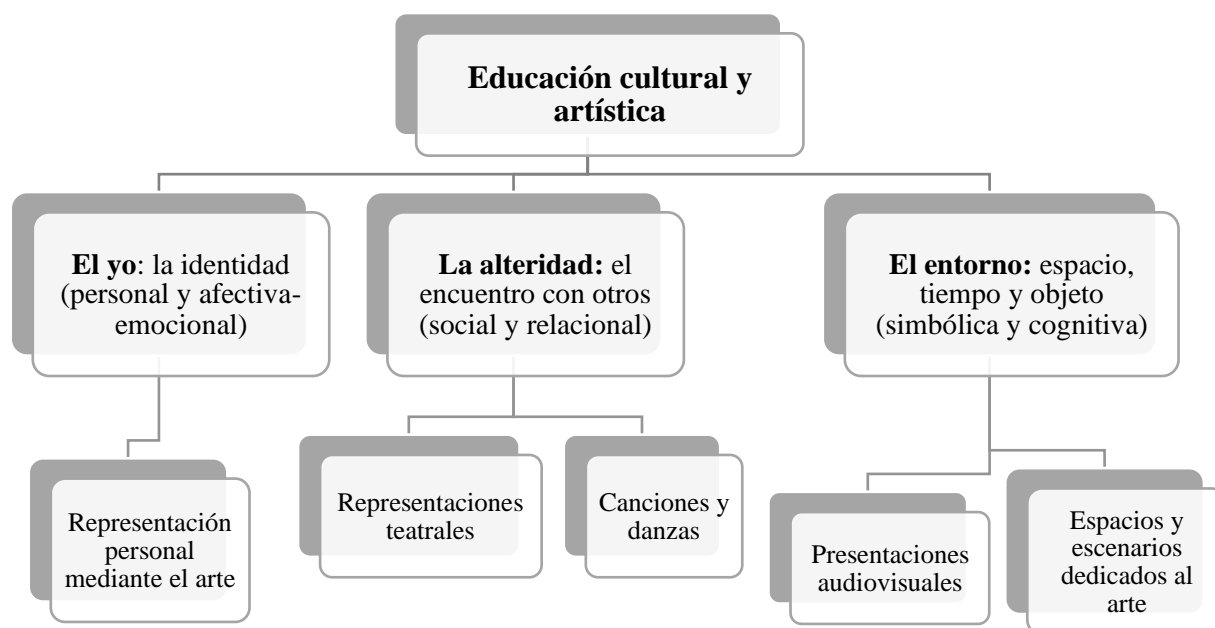 Educación cultural y
artística
El yo: la identidad
(personal y afectiva-
emocional)
La alteridad: el
encuentro con otros
(social y relacional)
El entorno: espacio,
tiempo y objeto
(simbólica y cognitiva)
Representación
personal
mediante el arte
Representaciones
teatrales
Canciones y
danzas
Presentaciones
audiovisuales
Espacios y
escenarios
dedicados al
arte